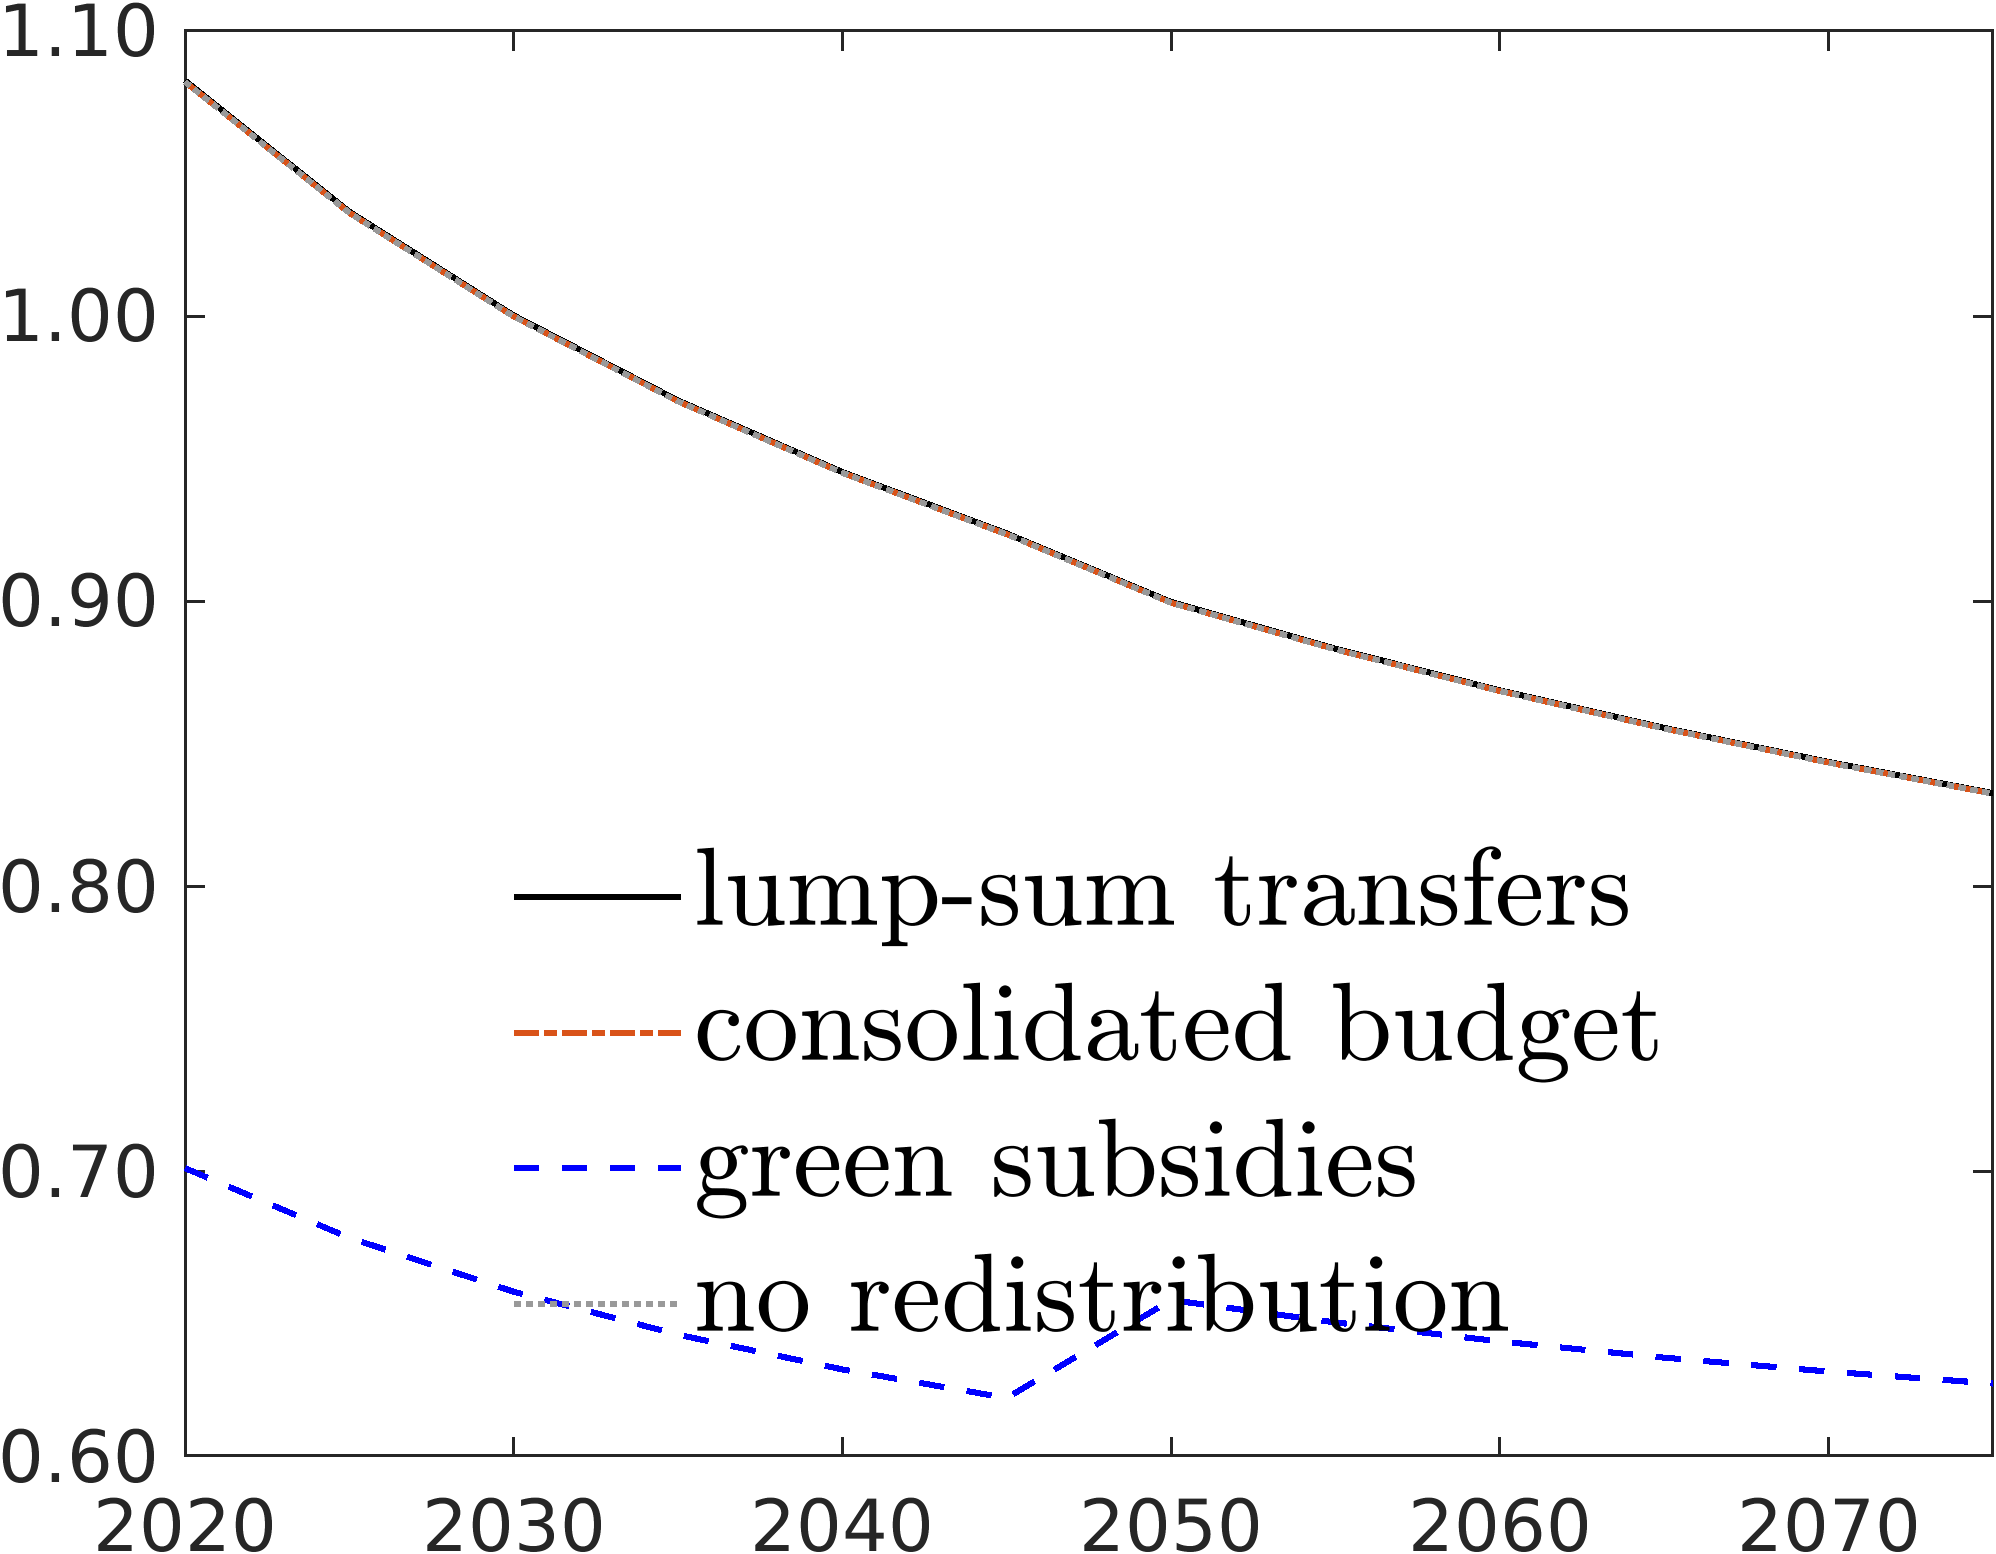 1.10
1.00
0.90
0.80
0.70
0.60
lump-sum transfers
consolidated budget
green subsidies
no redistribution
2020 2030 2040 2050 2060 2070